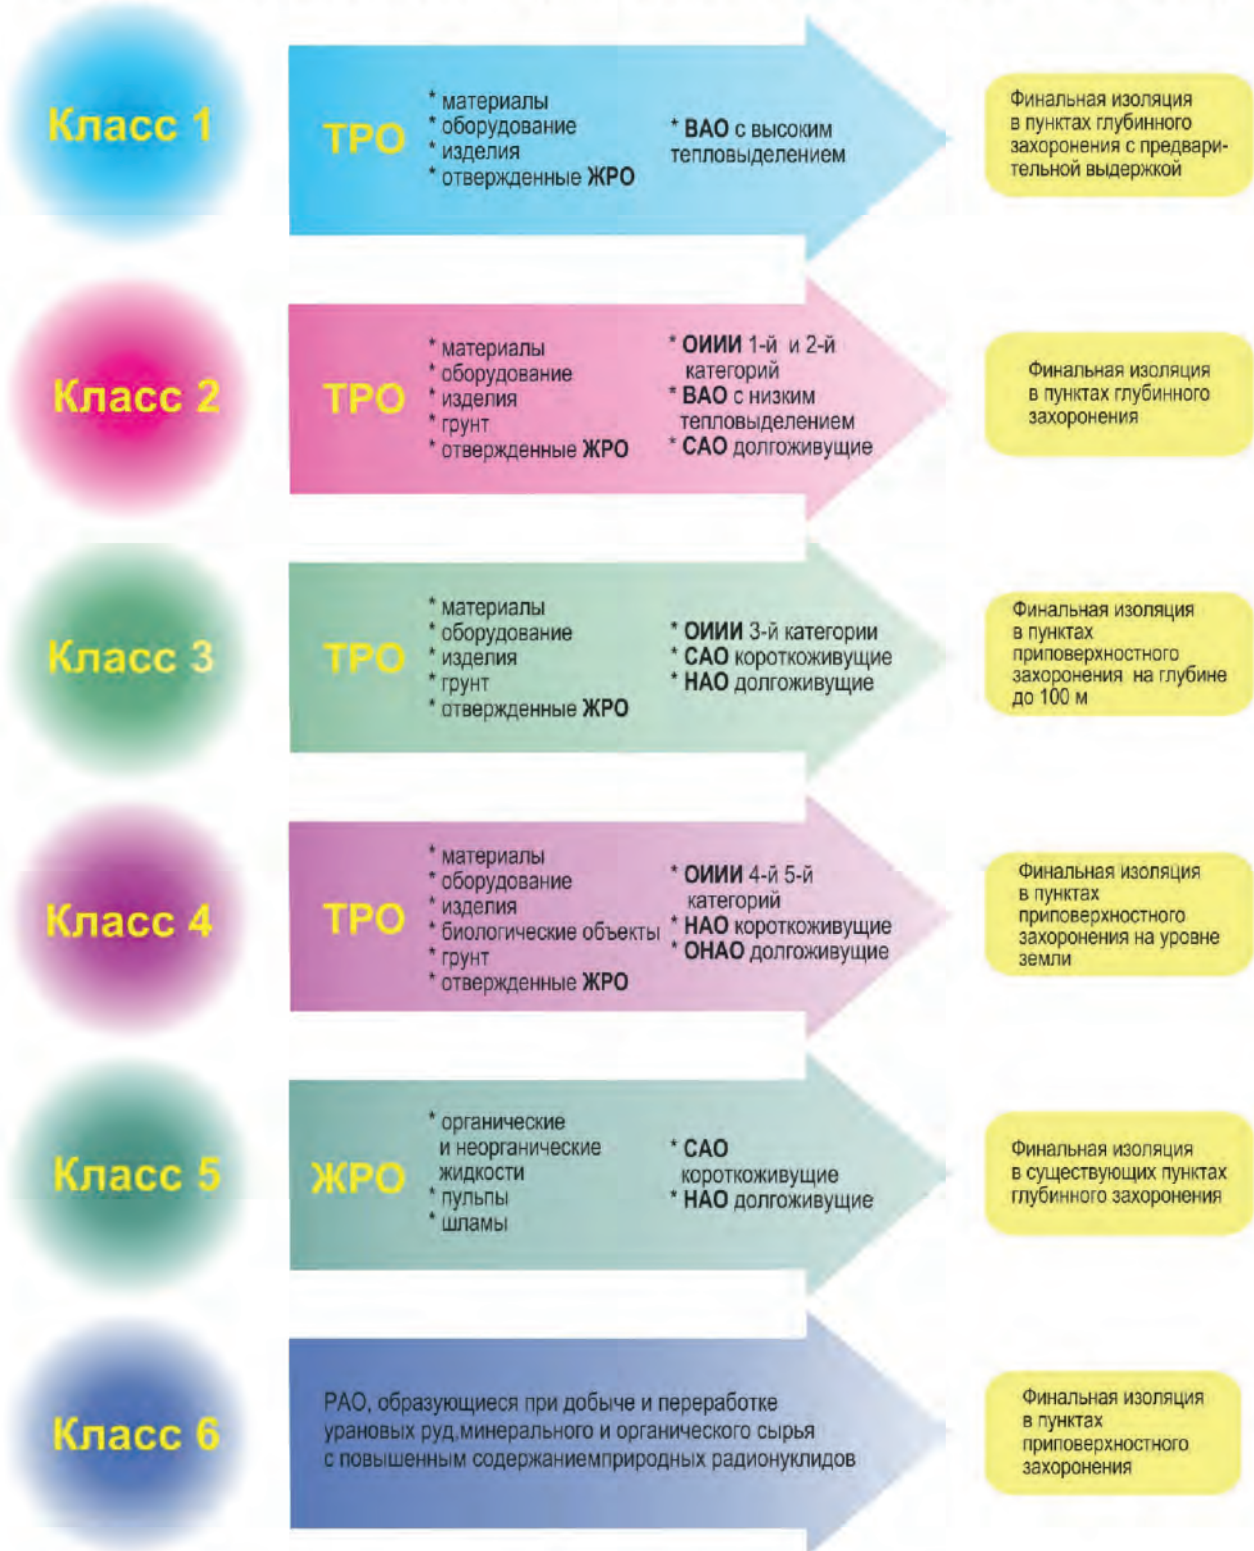 Класс 1
ТРО
* материалы
* оборудование
* изделия
* отвержденные ЖРО
* ВАО с высоким
тепловыделением
Финальная изоляция
в пунктах глубинного
захоронения с предвари-
тельной выдержкой
Класс 2
ТРО
* материалы
* оборудование
* изделия
* грунт
* отвержденные ЖРО
* ОИИИ 1-й и 2-й
категорий
* ВАО с низким
тепловыделением
* САО долгоживущие
Финальная изоляция
в пунктах глубинного
захоронения
Класс 3
ТРО
* материалы
* оборудование
* изделия
* грунт
* отвержденные ЖРО
* ОИИИ 3-й категории
* САО короткоживущие
* НАО долгоживущие
Финальная изоляция
в пунктах
приповерхностного
захоронения на глубине
до 100 м
Класс 4
ТРО
* материалы
* оборудование
* изделия
* биологические объекты
* грунт
* отвержденные ЖРО
* ОИИИ 4-й 5-й
категорий
* НАО короткоживущие
* ОНАО долгоживущие
Финальная изоляция
в пунктах
приповерхностного
захоронения на уровне
земли
Класс 5
ЖРО
* органические
и неорганические
жидкости
* пульпы
* шламы
* САО
короткоживущие
* НАО долгоживущие
Финальная изоляция
в существующих пунктах
глубинного захоронения
Класс 6
РАО, образующиеся при добыче и переработке
урановых руд,минерального и органического сырья
с повышенным содержаниемприродных радионуклидов
Финальная изоляция
в пунктах
приповерхностного
захоронения